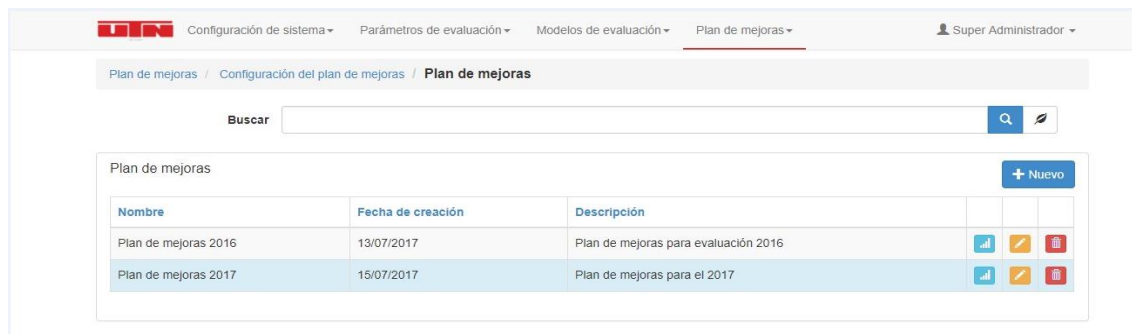 UTN Configuración de sistema Parámetros de evaluación Modelos de evaluación Plan de mejoras Super Administrador
Plan de mejoras / Configuración del plan de mejoras / Plan de mejoras
Buscar
Plan de mejoras
+ Nuevo
Nombre Fecha de creación Descripción
Plan de mejoras 2016 13/07/2017 Plan de mejoras para evaluación 2016
Plan de mejoras 2017 15/07/2017 Plan de mejoras para el 2017